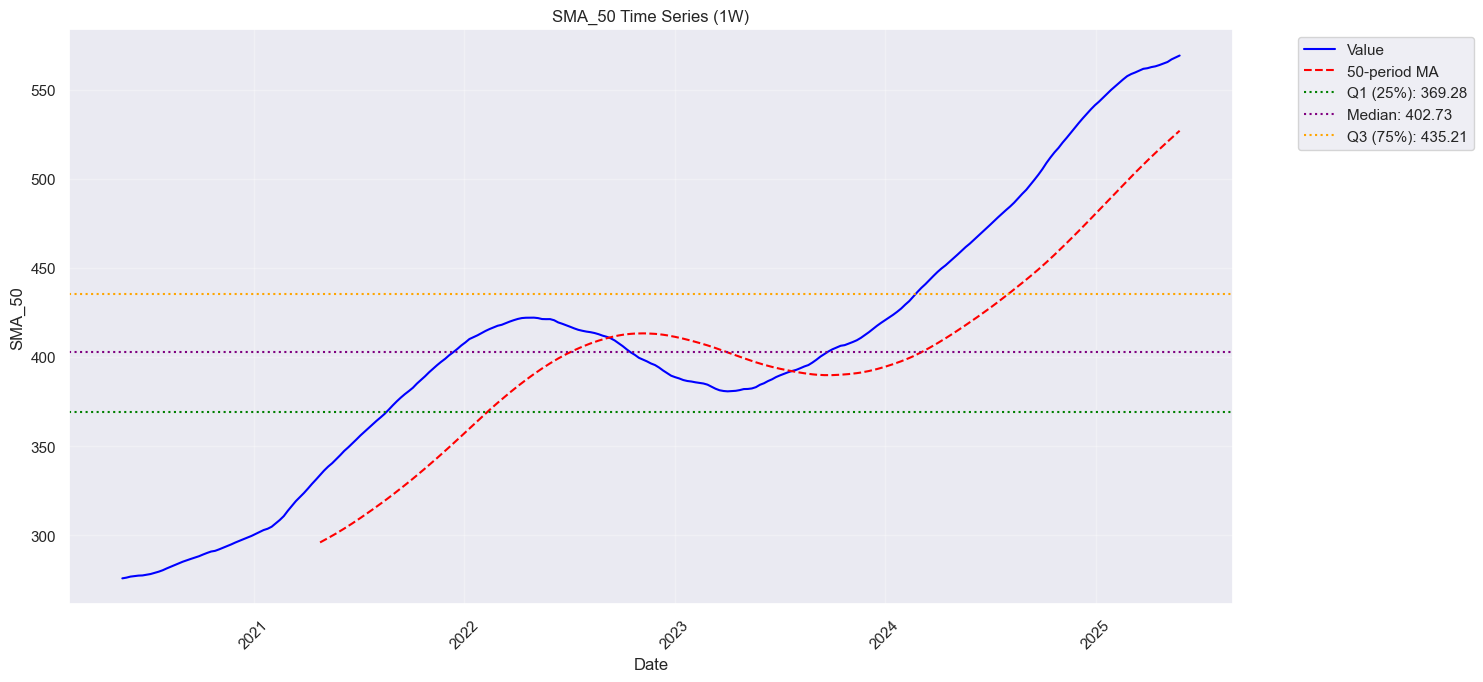 SMA_50 Time Series (1W)
Value
50-period MA
Q1 (25%): 369.28
Median: 402.73
Q3 (75%): 435.21
SMA_50
550
500
450
400
350
300
2021
2022
2023
2024
2025
Date